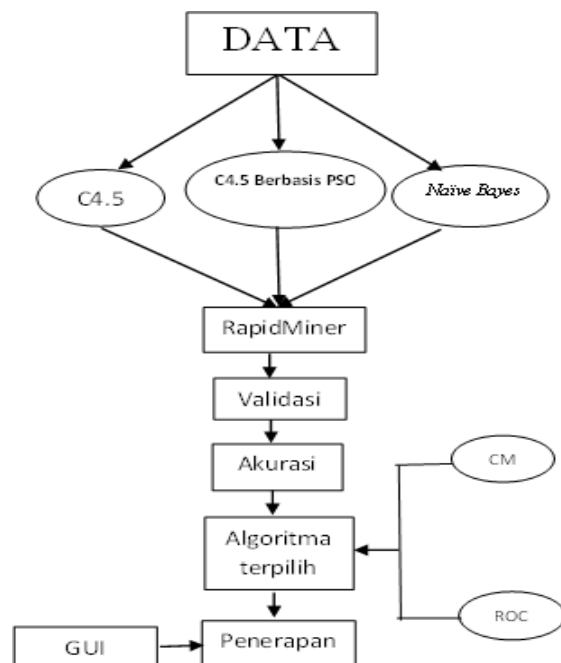 DATA
C4.5
C4.5 Berbasis PSO
Naïve Bayes
RapidMiner
Validasi
Akurasi
CM
Algoritma
terpilih
ROC
GUI
Penerapan